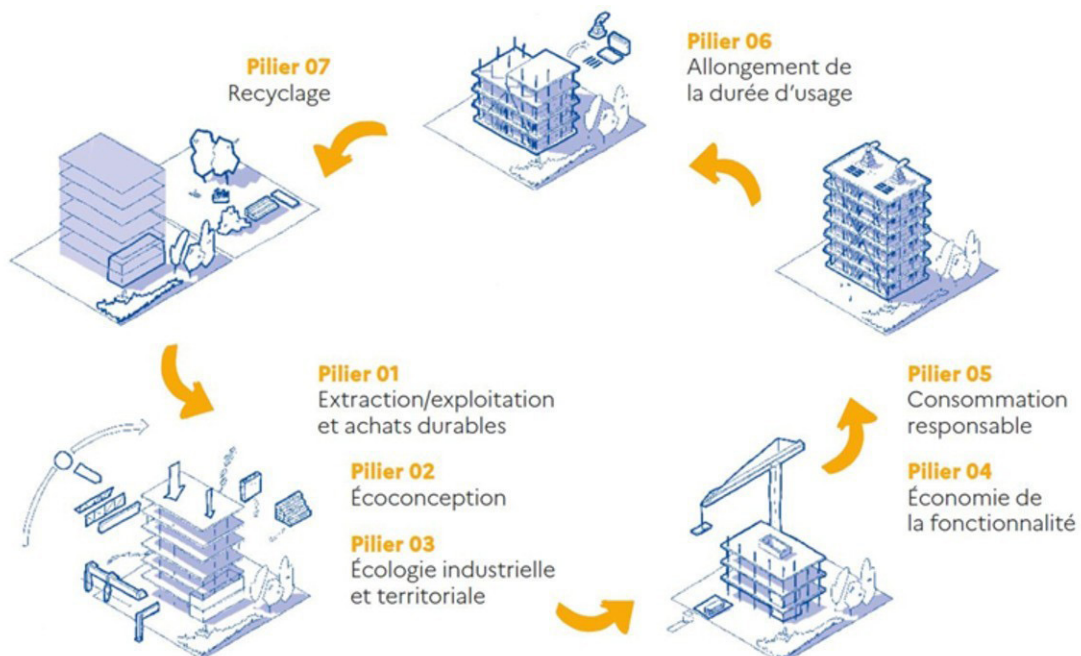 Pilier 07
Recyclage
Pilier 06
Allongement de
la durée d'usage
Pilier 01
Extraction/exploitation
et achats durables
Pilier 02
Écoconception
Pilier 03
Écologie industrielle
et territoriale
Pilier 05
Consommation
responsable
Pilier 04
Économie de
la fonctionnalité